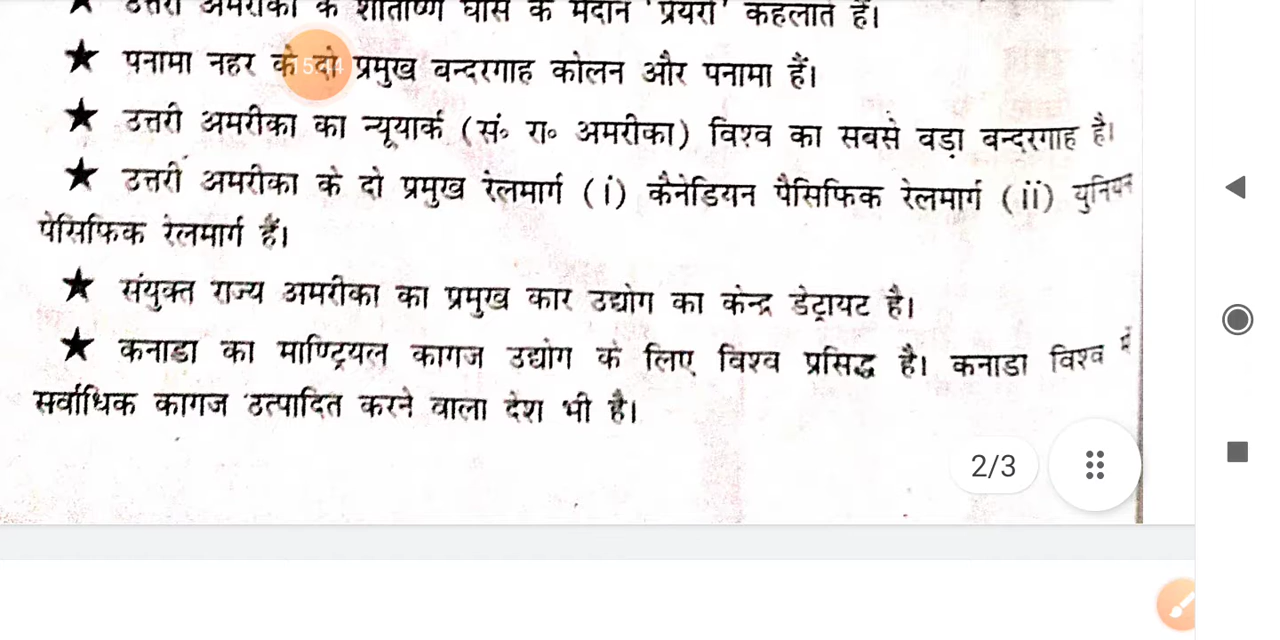 ★ उत्तरी अमरीका के शीतोष्ण घास के मैदान 'प्रेयरी' कहलाते हैं।
★ पनामा नहर के दो प्रमुख बन्दरगाह कोलन और पनामा हैं।
★ उत्तरी अमरीका का न्यूयार्क (सं॰ रा॰ अमरीका) विश्व का सबसे बड़ा बन्दरगाह है।
★ उत्तरी अमरीका के दो प्रमुख रेलमार्ग (i) कैनेडियन पैसिफिक रेलमार्ग (ii) युनियन
पेसिफिक रेलमार्ग हैं।
★ संयुक्त राज्य अमरीका का प्रमुख कार उद्योग का केन्द्र डेट्रायट है।
★ कनाडा का माण्ट्रियल कागज उद्योग के लिए विश्व प्रसिद्ध है। कनाडा विश्व में
सर्वाधिक कागज उत्पादित करने वाला देश भी है।
2/3